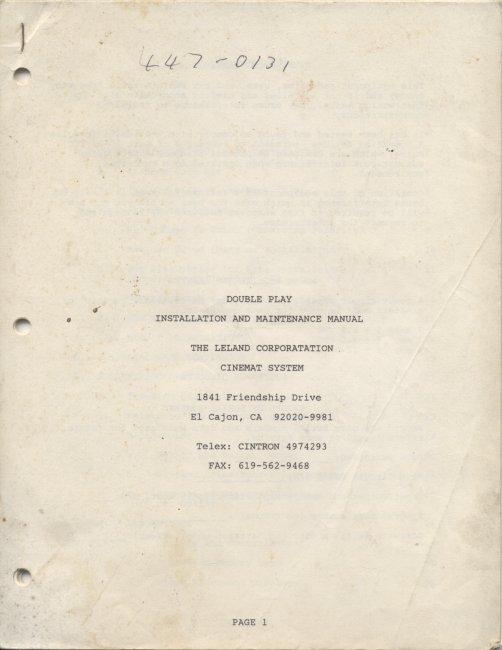 447-0131
DOUBLE PLAY
INSTALLATION AND MAINTENANCE MANUAL
THE LELAND CORPORATATION
CINEMAT SYSTEM
1841 Friendship Drive
El Cajon, CA 92020-9981
Telex: CINTRON 4974293
FAX: 619-562-9468
PAGE 1